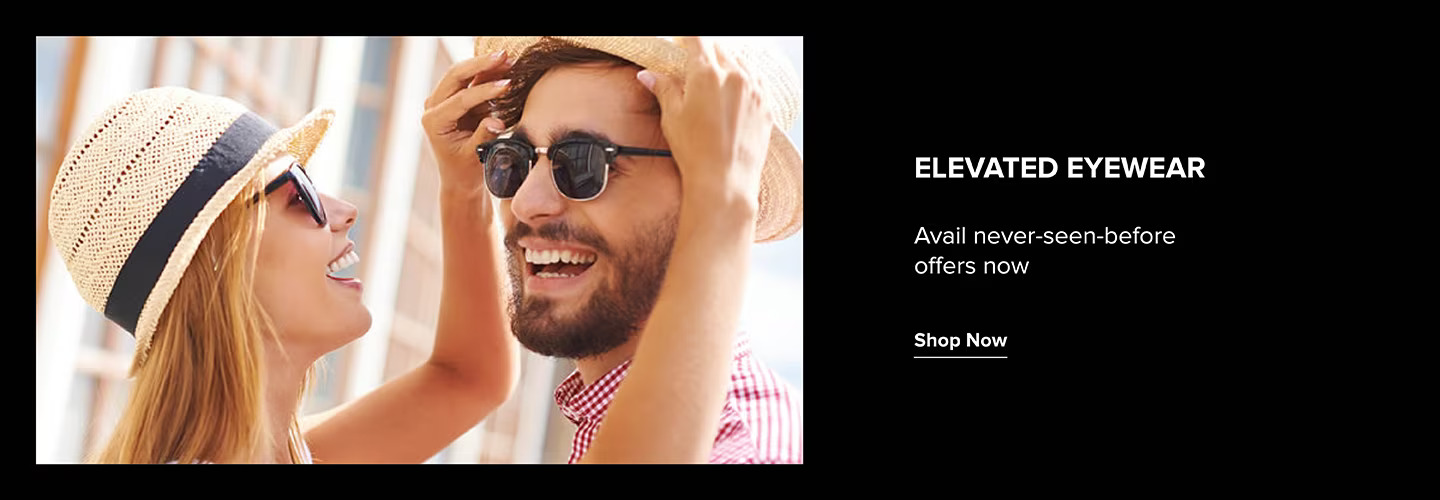 ELEVATED EYEWEAR
Avail never-seen-before
offers now
Shop Now